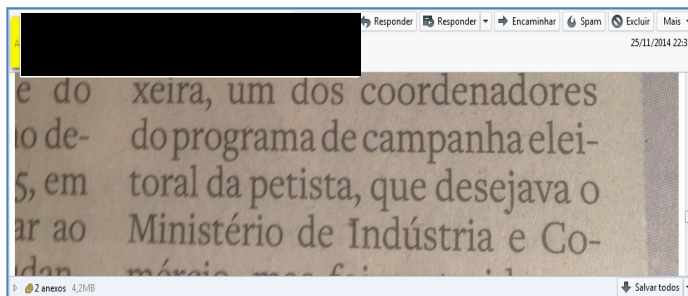 Responder Responder Encaminhar Spam Excluir Mais
25/11/2014 22:3
e do xeira, um dos coordenadores
o de- do programa de campanha elei-
5, em toral da petista, que desejava o
ar ao Ministério de Indústria e Co-
2 anexos 4,2MB Salvar todos